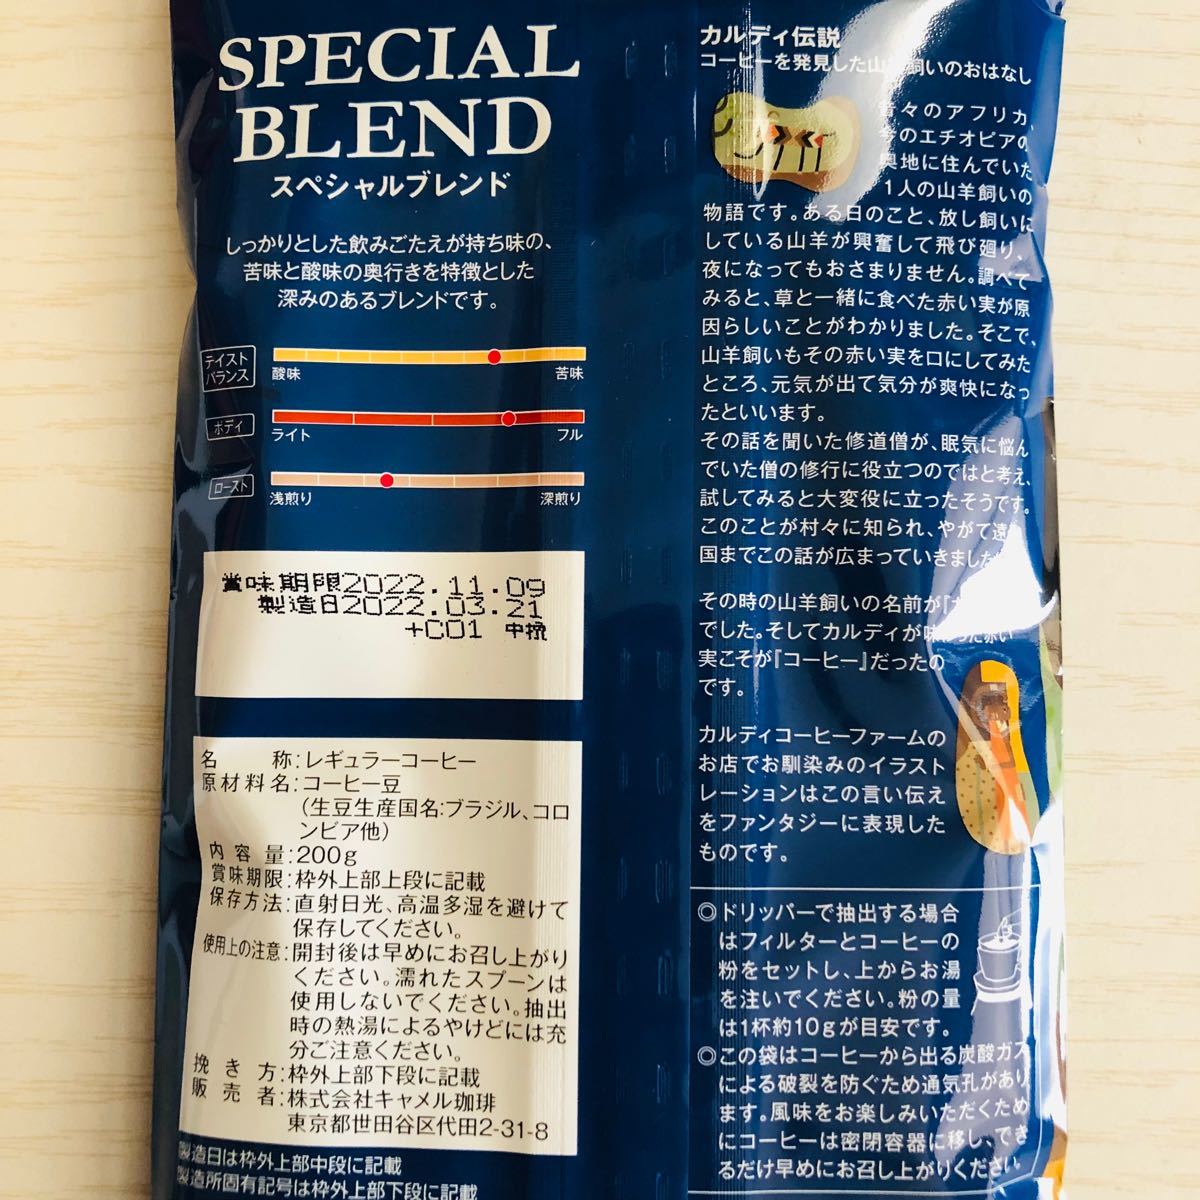 SPECIAL
BLEND
スペシャルブレンド
しっかりとした飲みごたえが持ち味の、
苦味と酸味の奥行きを特徴とした
深みのあるブレンドです。
テイスト
バランス
酸味 苦味
ボディ
ライト フル
ロースト
浅煎り 深煎り
賞味期限2022.11.09
製造日2022.03.21
+C01 中挽
名称:レギュラーコーヒー
原材料名:コーヒー豆
(生豆生産国名:ブラジル、コロ
ンビア他)
内容量:200g
賞味期限:枠外上部上段に記載
保存方法:直射日光、高温多湿を避けて
保存してください。
使用上の注意:開封後は早めにお召し上がり
ください。濡れたスプーンは
使用しないでください。抽出
時の熱湯によるやけどには充
分ご注意ください。
挽き方:枠外上部下段に記載
販売者:株式会社キャメル珈琲
東京都世田谷区代田2-31-8
製造日は枠外上部中段に記載
製造所固有記号は枠外上部下段に記載
カルディ伝説
コーヒーを発見した山羊飼いのおはなし
昔々のアフリカ、
今のエチオピアの
奥地に住んでいた
1人の山羊飼いの
物語です。ある日のこと、放し飼いに
している山羊が興奮して飛び廻り、
夜になってもおさまりません。調べて
みると、草と一緒に食べた赤い実が原
因らしいことがわかりました。そこで、
山羊飼いもその赤い実を口にしてみた
ところ、元気が出て気分が爽快になっ
たといいます。
その話を聞いた修道僧が、眠気に悩ん
でいた僧の修行に役立つのではと考え、
試してみると大変役に立ったそうです。
このことが村々に知られ、やがて遠い
国までこの話が広まっていきました。
その時の山羊飼いの名前が「カ
でした。そしてカルディが味わった赤い
実こそが『コーヒー』だったの
です。
カルディコーヒーファームの
お店でお馴染みのイラスト
レーションはこの言い伝え
をファンタジーに表現した
ものです。
◎ドリッパーで抽出する場合
はフィルターとコーヒーの
粉をセットし、上からお湯
を注いでください。粉の量
は1杯約10gが目安です。
◎この袋はコーヒーから出る炭酸ガス
による破裂を防ぐため通気孔があり
ます。風味をお楽しみいただくため
にコーヒーは密閉容器に移し、でき
るだけ早めにお召し上がりください。